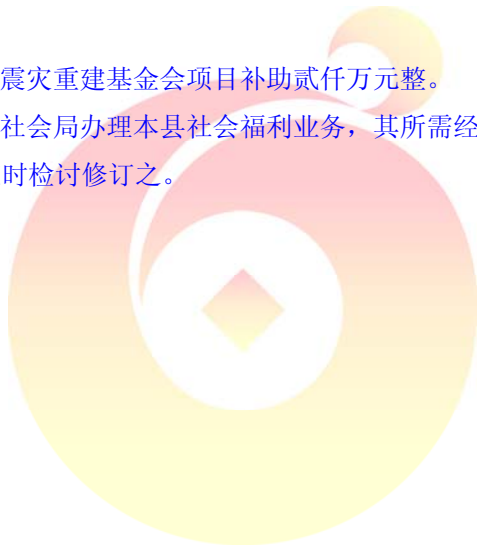 震灾重建基金会项目补助贰仟万元整。
社会局办理本县社会福利业务，其所需经
时检讨修订之。